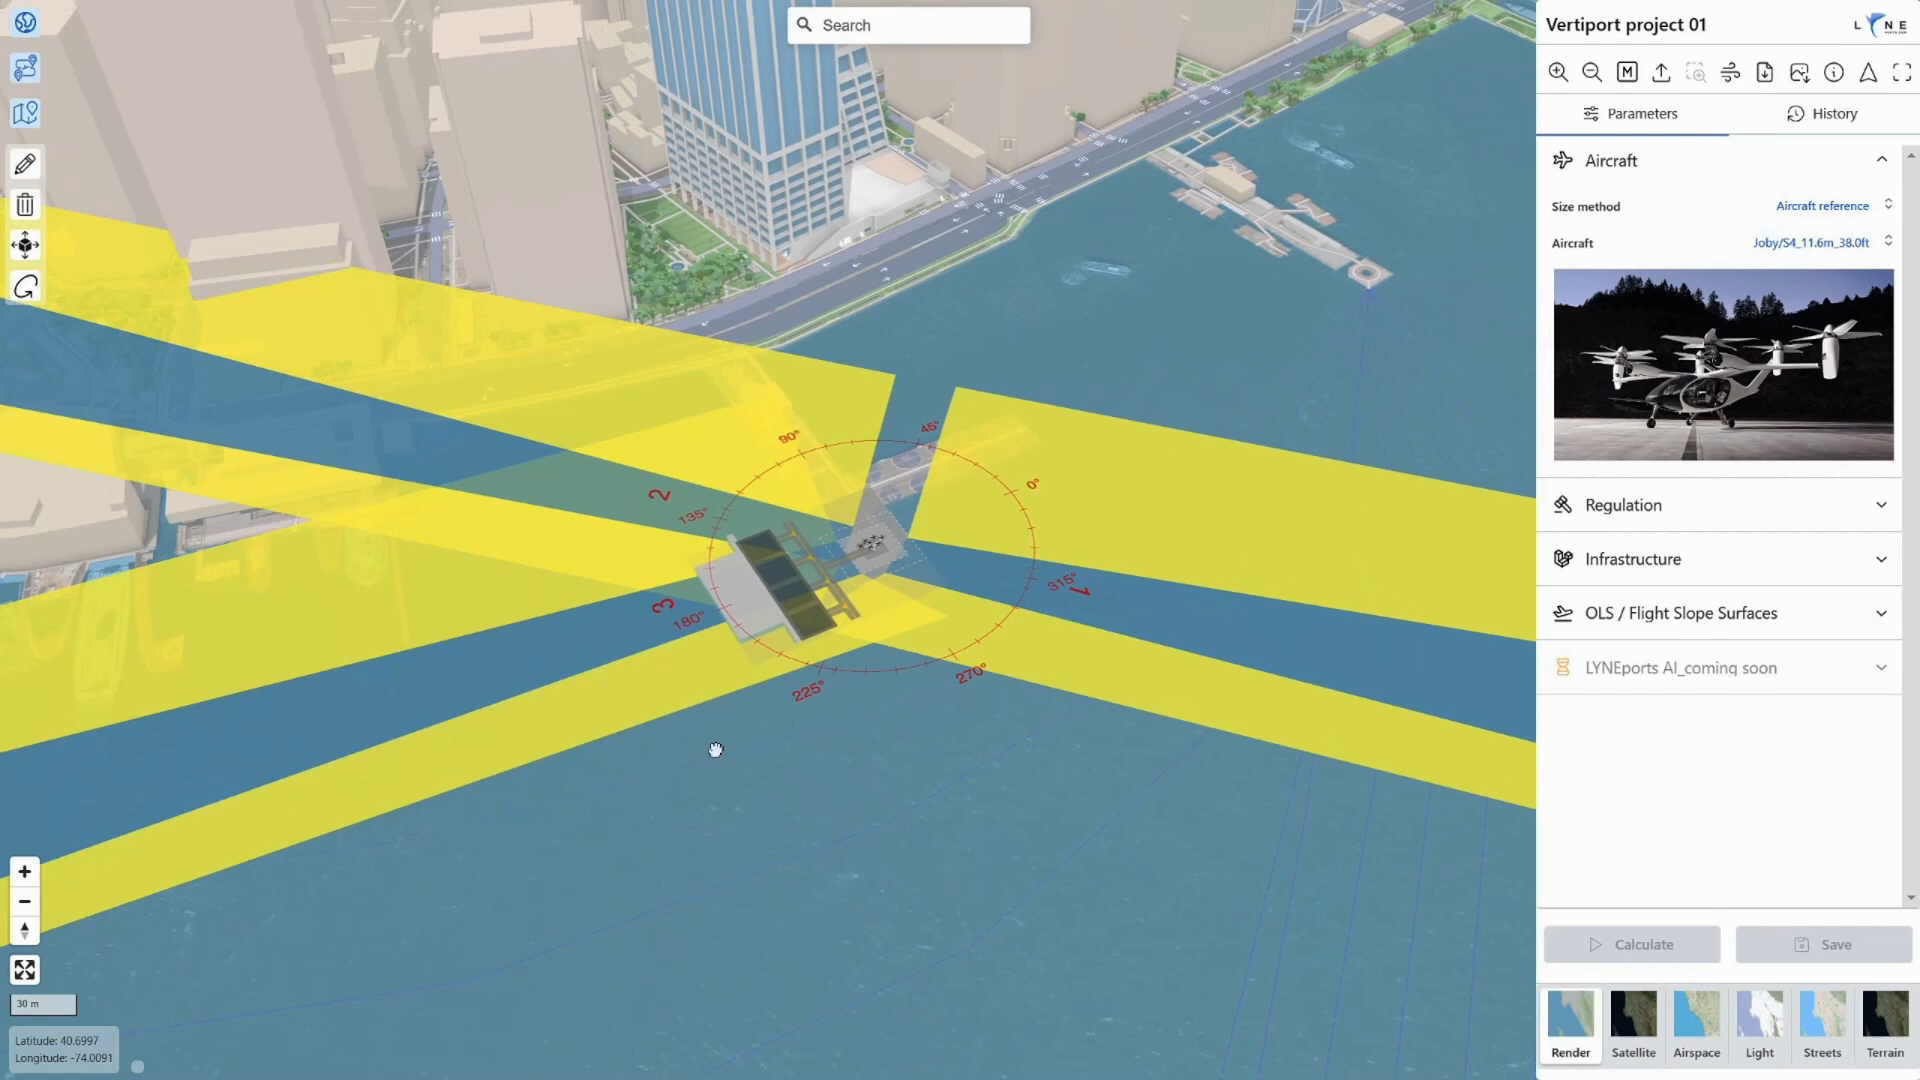 Search
Vertiport project 01
LYNE
M
Parameters
History
Aircraft
Size method
Aircraft reference
Aircraft
Joby/S4_11.6m_38.0ft
Regulation
Infrastructure
OLS / Flight Slope Surfaces
LYNEports AI_coming soon
Calculate
Save
Render
Satellite
Airspace
Light
Streets
Terrain
45°
90°
0°
2
135°
315°
1
3
180°
270°
225°
+
−
30 m
Latitude: 40.6997
Longitude: -74.0091